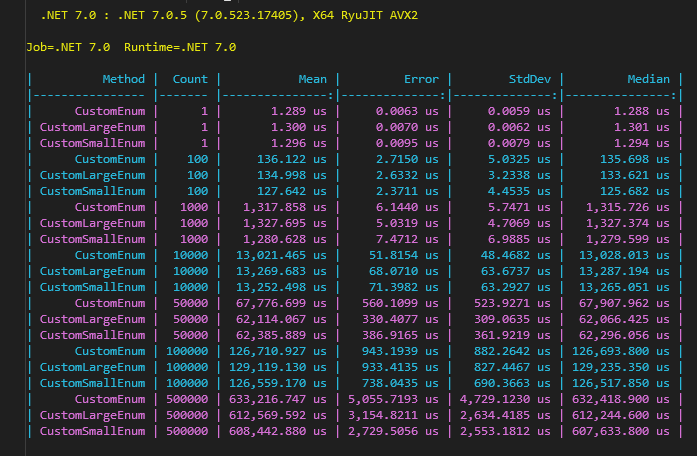 .NET 7.0 : .NET 7.0.5 (7.0.523.17405), X64 RyuJIT AVX2
Job=.NET 7.0  Runtime=.NET 7.0
|          Method |  Count |           Mean |         Error |        StdDev |         Median |
|---------------- |------- |---------------:|--------------:|--------------:|---------------:|
|      CustomEnum |      1 |       1.289 us |     0.0063 us |     0.0059 us |       1.288 us |
| CustomLargeEnum |      1 |       1.300 us |     0.0070 us |     0.0062 us |       1.301 us |
| CustomSmallEnum |      1 |       1.296 us |     0.0095 us |     0.0079 us |       1.294 us |
|      CustomEnum |    100 |     136.122 us |     2.7150 us |     5.0325 us |     135.698 us |
| CustomLargeEnum |    100 |     134.998 us |     2.6332 us |     3.2338 us |     133.621 us |
| CustomSmallEnum |    100 |     127.642 us |     2.3711 us |     4.4535 us |     125.682 us |
|      CustomEnum |   1000 |   1,317.858 us |     6.1440 us |     5.7471 us |   1,315.726 us |
| CustomLargeEnum |   1000 |   1,327.695 us |     5.0319 us |     4.7069 us |   1,327.374 us |
| CustomSmallEnum |   1000 |   1,280.628 us |     7.4712 us |     6.9885 us |   1,279.599 us |
|      CustomEnum |  10000 |  13,021.465 us |    51.8154 us |    48.4682 us |  13,028.013 us |
| CustomLargeEnum |  10000 |  13,269.683 us |    68.0710 us |    63.6737 us |  13,287.194 us |
| CustomSmallEnum |  10000 |  13,252.498 us |    71.3982 us |    63.2927 us |  13,265.051 us |
|      CustomEnum |  50000 |  67,776.699 us |   560.1099 us |   523.9271 us |  67,907.962 us |
| CustomLargeEnum |  50000 |  62,114.067 us |   330.4077 us |   309.0635 us |  62,066.425 us |
| CustomSmallEnum |  50000 |  62,385.889 us |   386.9165 us |   361.9219 us |  62,296.056 us |
|      CustomEnum | 100000 | 126,710.927 us |   943.1939 us |   882.2642 us | 126,693.800 us |
| CustomLargeEnum | 100000 | 129,119.130 us |   933.4135 us |   827.4467 us | 129,235.350 us |
| CustomSmallEnum | 100000 | 126,559.170 us |   738.0435 us |   690.3663 us | 126,517.850 us |
|      CustomEnum | 500000 | 633,216.747 us | 5,055.7193 us | 4,729.1230 us | 632,418.900 us |
| CustomLargeEnum | 500000 | 612,569.592 us | 3,154.8211 us | 2,634.4185 us | 612,244.600 us |
| CustomSmallEnum | 500000 | 608,442.880 us | 2,729.5056 us | 2,553.1812 us | 607,633.800 us |